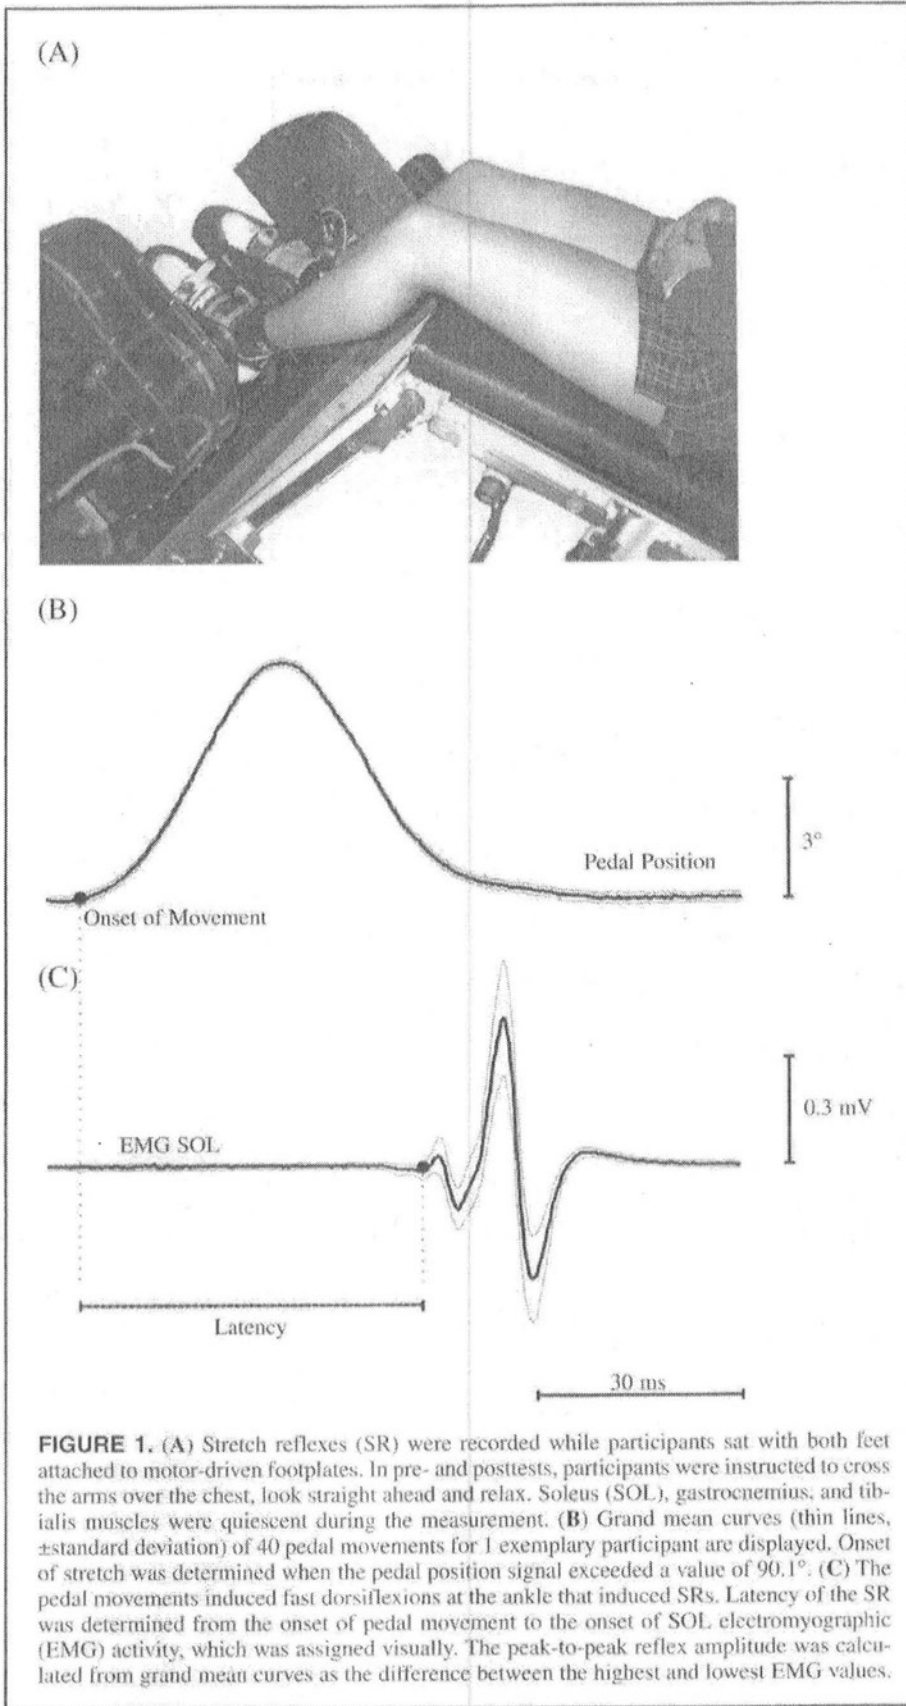 (A)
(B)
3°
Pedal Position
Onset of Movement
(C)
0.3 mV
EMG SOL
Latency
30 ms
FIGURE 1. (A) Stretch reflexes (SR) were recorded while participants sat with both feet
attached to motor-driven footplates. In pre- and posttests, participants were instructed to cross
the arms over the chest, look straight ahead and relax. Soleus (SOL), gastrocnemius, and tib-
ialis muscles were quiescent during the measurement. (B) Grand mean curves (thin lines,
±standard deviation) of 40 pedal movements for 1 exemplary participant are displayed. Onset
of stretch was determined when the pedal position signal exceeded a value of 90.1°. (C) The
pedal movements induced fast dorsiflexions at the ankle that induced SRs. Latency of the SR
was determined from the onset of pedal movement to the onset of SOL electromyographic
(EMG) activity, which was assigned visually. The peak-to-peak reflex amplitude was calcu-
lated from grand mean curves as the difference between the highest and lowest EMG values.